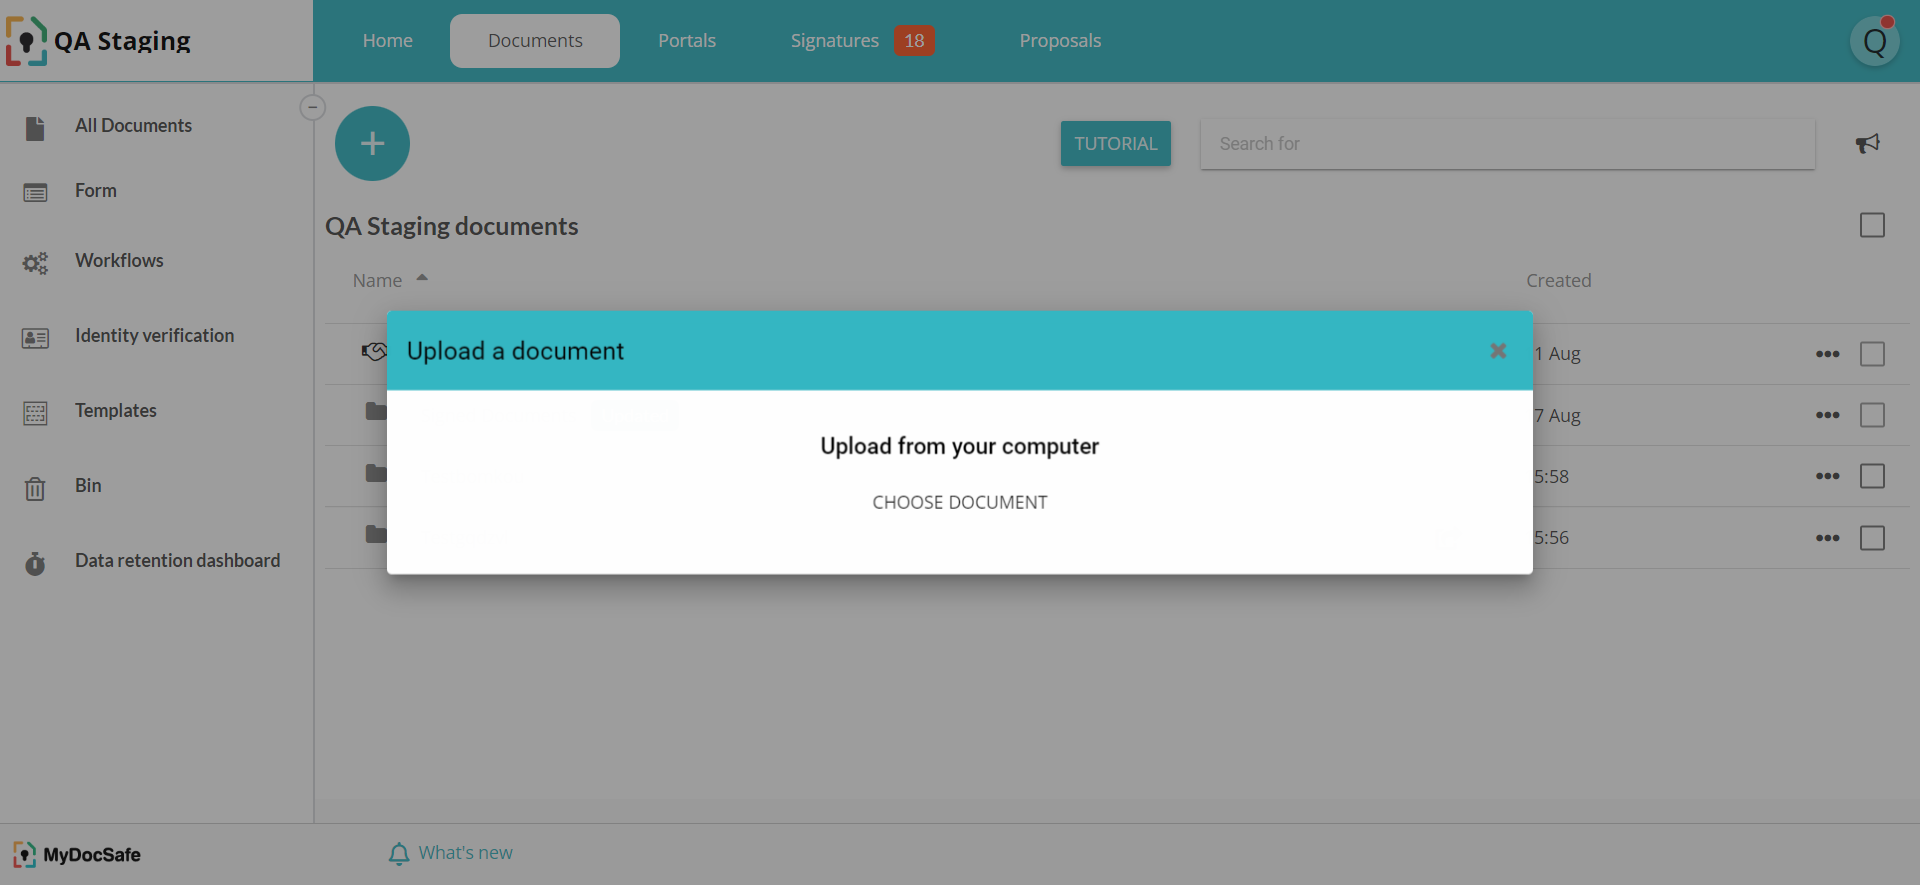 QA Staging
Home
Documents
Portals
Signatures 18
Proposals
Q
All Documents
Form
Workflows
Identity verification
Templates
Bin
Data retention dashboard
+
TUTORIAL
Search for
QA Staging documents
Name
Created
Upload a document
Upload from your computer
CHOOSE DOCUMENT
1 Aug
7 Aug
5:58
5:56
MyDocSafe
What's new